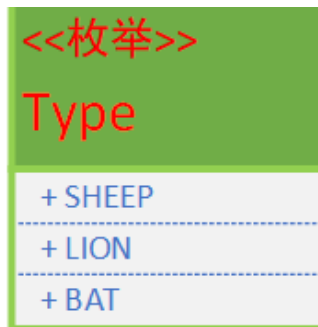 <<枚举>>
Type
+ SHEEP
+ LION
+ BAT